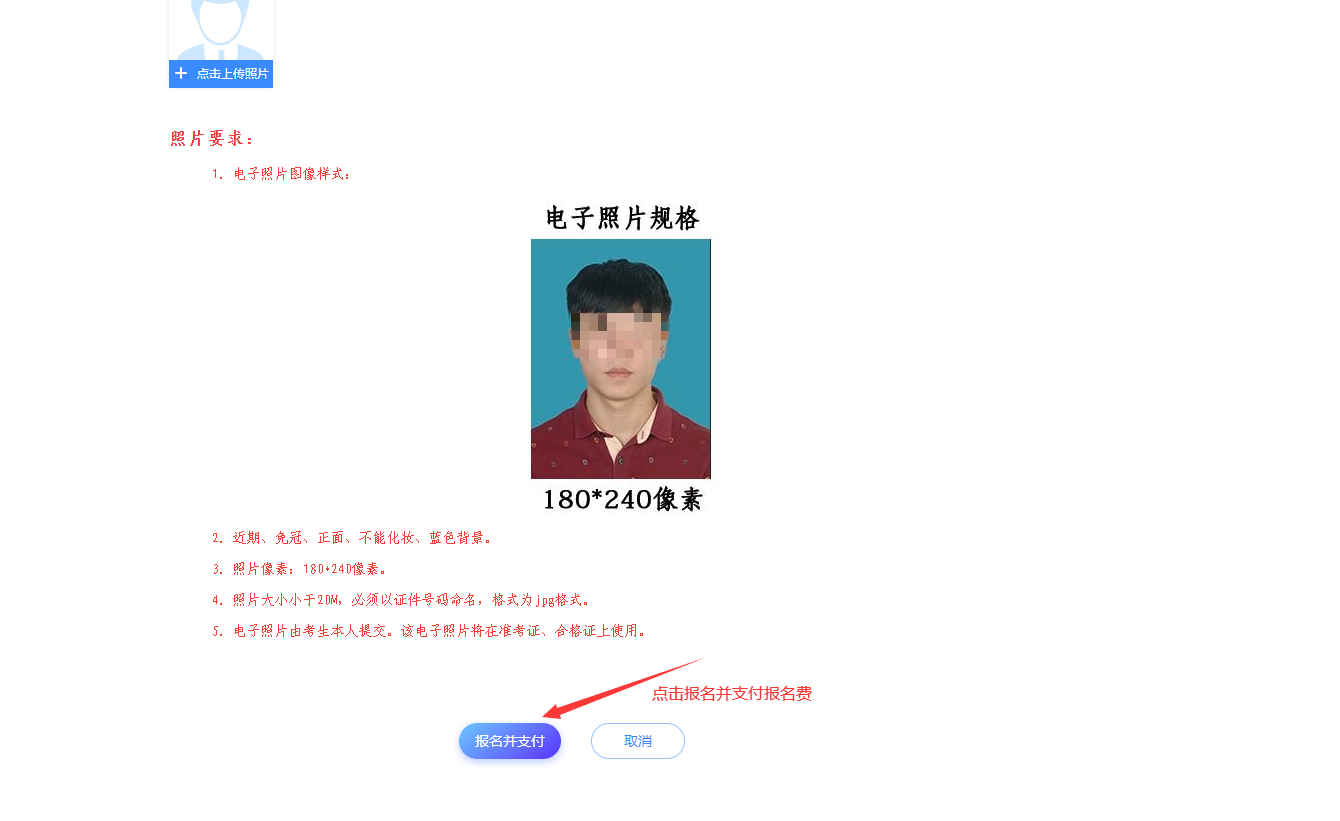 + 点击上传照片
照片要求:
1. 电子照片图像样式:
电子照片规格
180*240像素
2. 近期、免冠、正面、不能化妆、蓝色背景。
3. 照片像素: 180*240像素。
4. 照片大小小于20M, 必须以证件号码命名, 格式为jpg格式。
5. 电子照片由考生本人提交。该电子照片将在准考证、合格证上使用。
点击报名并支付报名费
报名并支付
取消